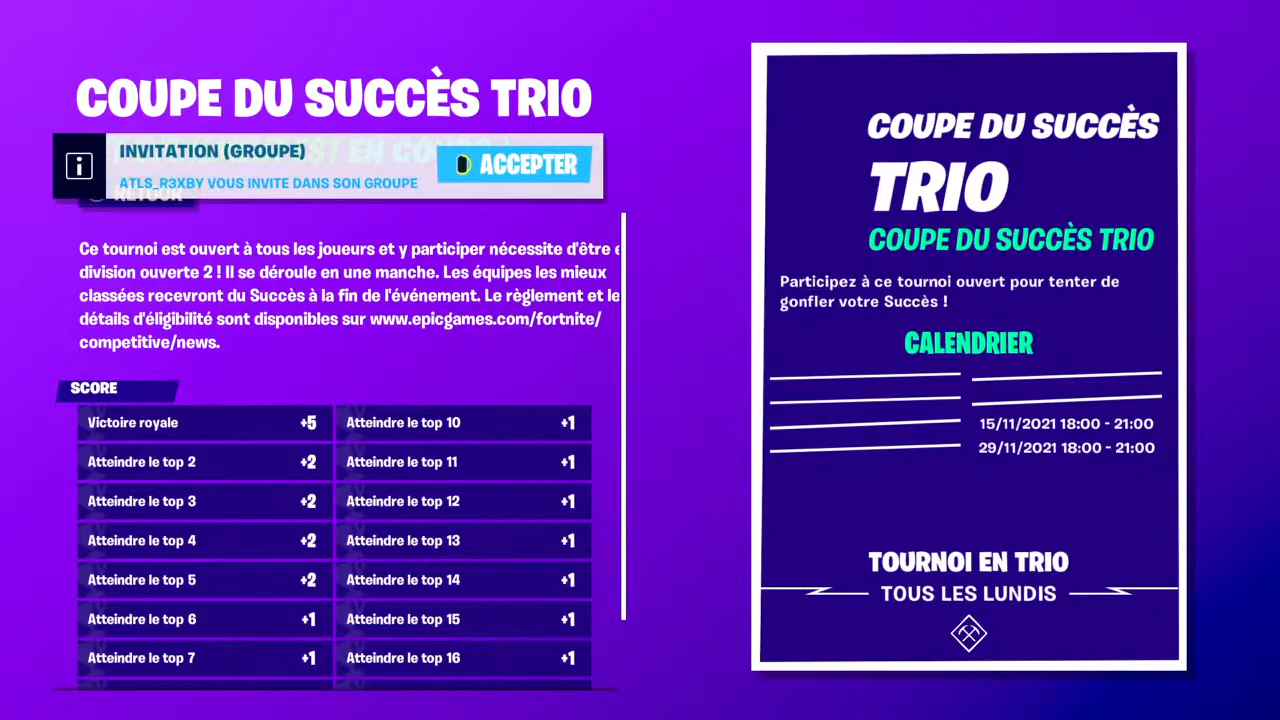 COUPE DU SUCCÈS TRIO
INVITATION (GROUPE)
ATLS_R3XBY VOUS INVITE DANS SON GROUPE
ACCEPTER
EST EN COURS
RETOUR
Ce tournoi est ouvert à tous les joueurs et y participer nécessite d'être e
division ouverte 2 ! Il se déroule en une manche. Les équipes les mieux
classées recevront du Succès à la fin de l'événement. Le règlement et le
détails d'éligibilité sont disponibles sur www.epicgames.com/fortnite/
competitive/news.
SCORE
Victoire royale +5
Atteindre le top 2 +2
Atteindre le top 3 +2
Atteindre le top 4 +2
Atteindre le top 5 +2
Atteindre le top 6 +1
Atteindre le top 7 +1
Atteindre le top 10 +1
Atteindre le top 11 +1
Atteindre le top 12 +1
Atteindre le top 13 +1
Atteindre le top 14 +1
Atteindre le top 15 +1
Atteindre le top 16 +1
COUPE DU SUCCÈS
TRIO
COUPE DU SUCCÈS TRIO
Participez à ce tournoi ouvert pour tenter de
gonfler votre Succès !
CALENDRIER
15/11/2021 18:00 - 21:00
29/11/2021 18:00 - 21:00
TOURNOI EN TRIO
TOUS LES LUNDIS